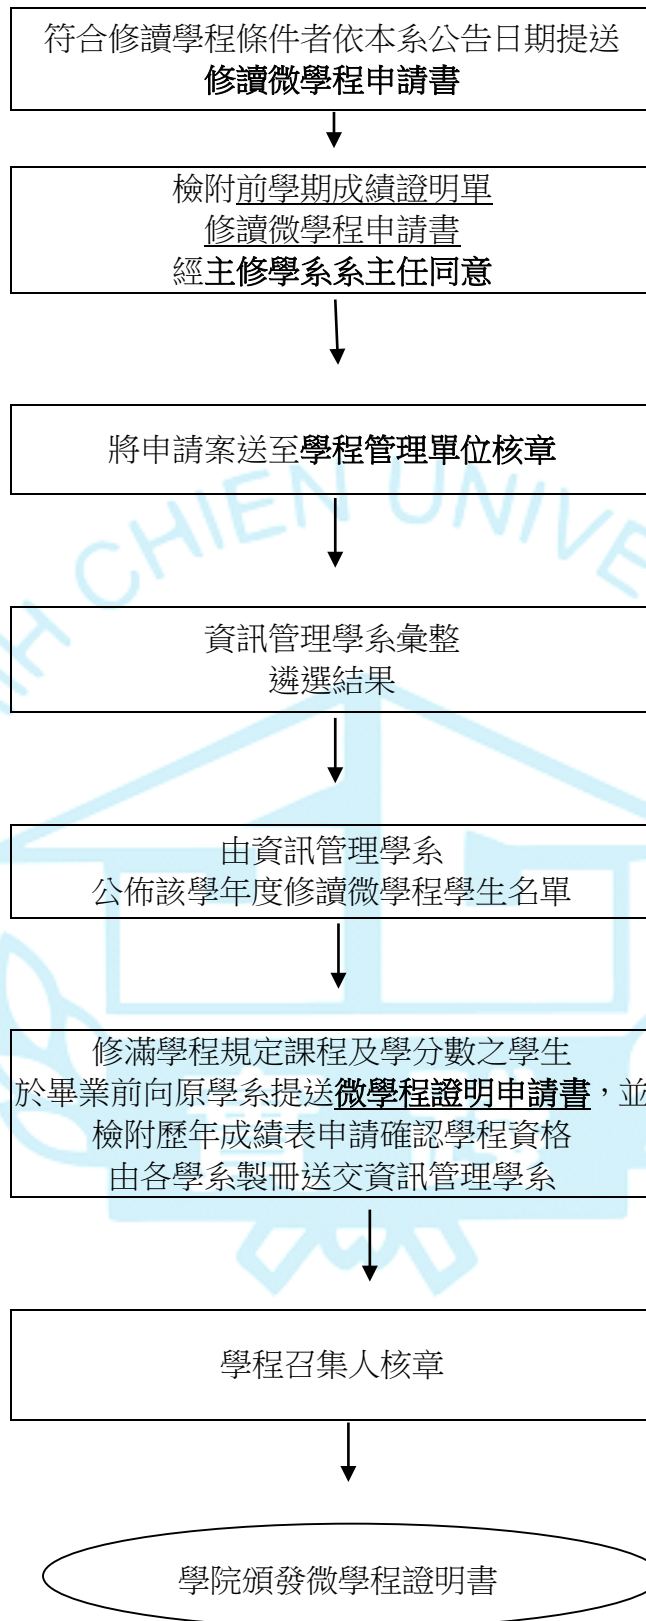 符合修讀學程條件者依本系公告日期提送
修讀微學程申請書
檢附前學期成績證明單
修讀微學程申請書
經主修學系系主任同意
將申請案送至學程管理單位核章
資訊管理學系彙整
遴選結果
由資訊管理學系
公佈該學年度修讀微學程學生名單
修滿學程規定課程及學分數之學生
於畢業前向原學系提送微學程證明申請書，並
檢附歷年成績表申請確認學程資格
由各學系製冊送交資訊管理學系
學程召集人核章
學院頒發微學程證明書
IH CHIEN UNIVE
實踐